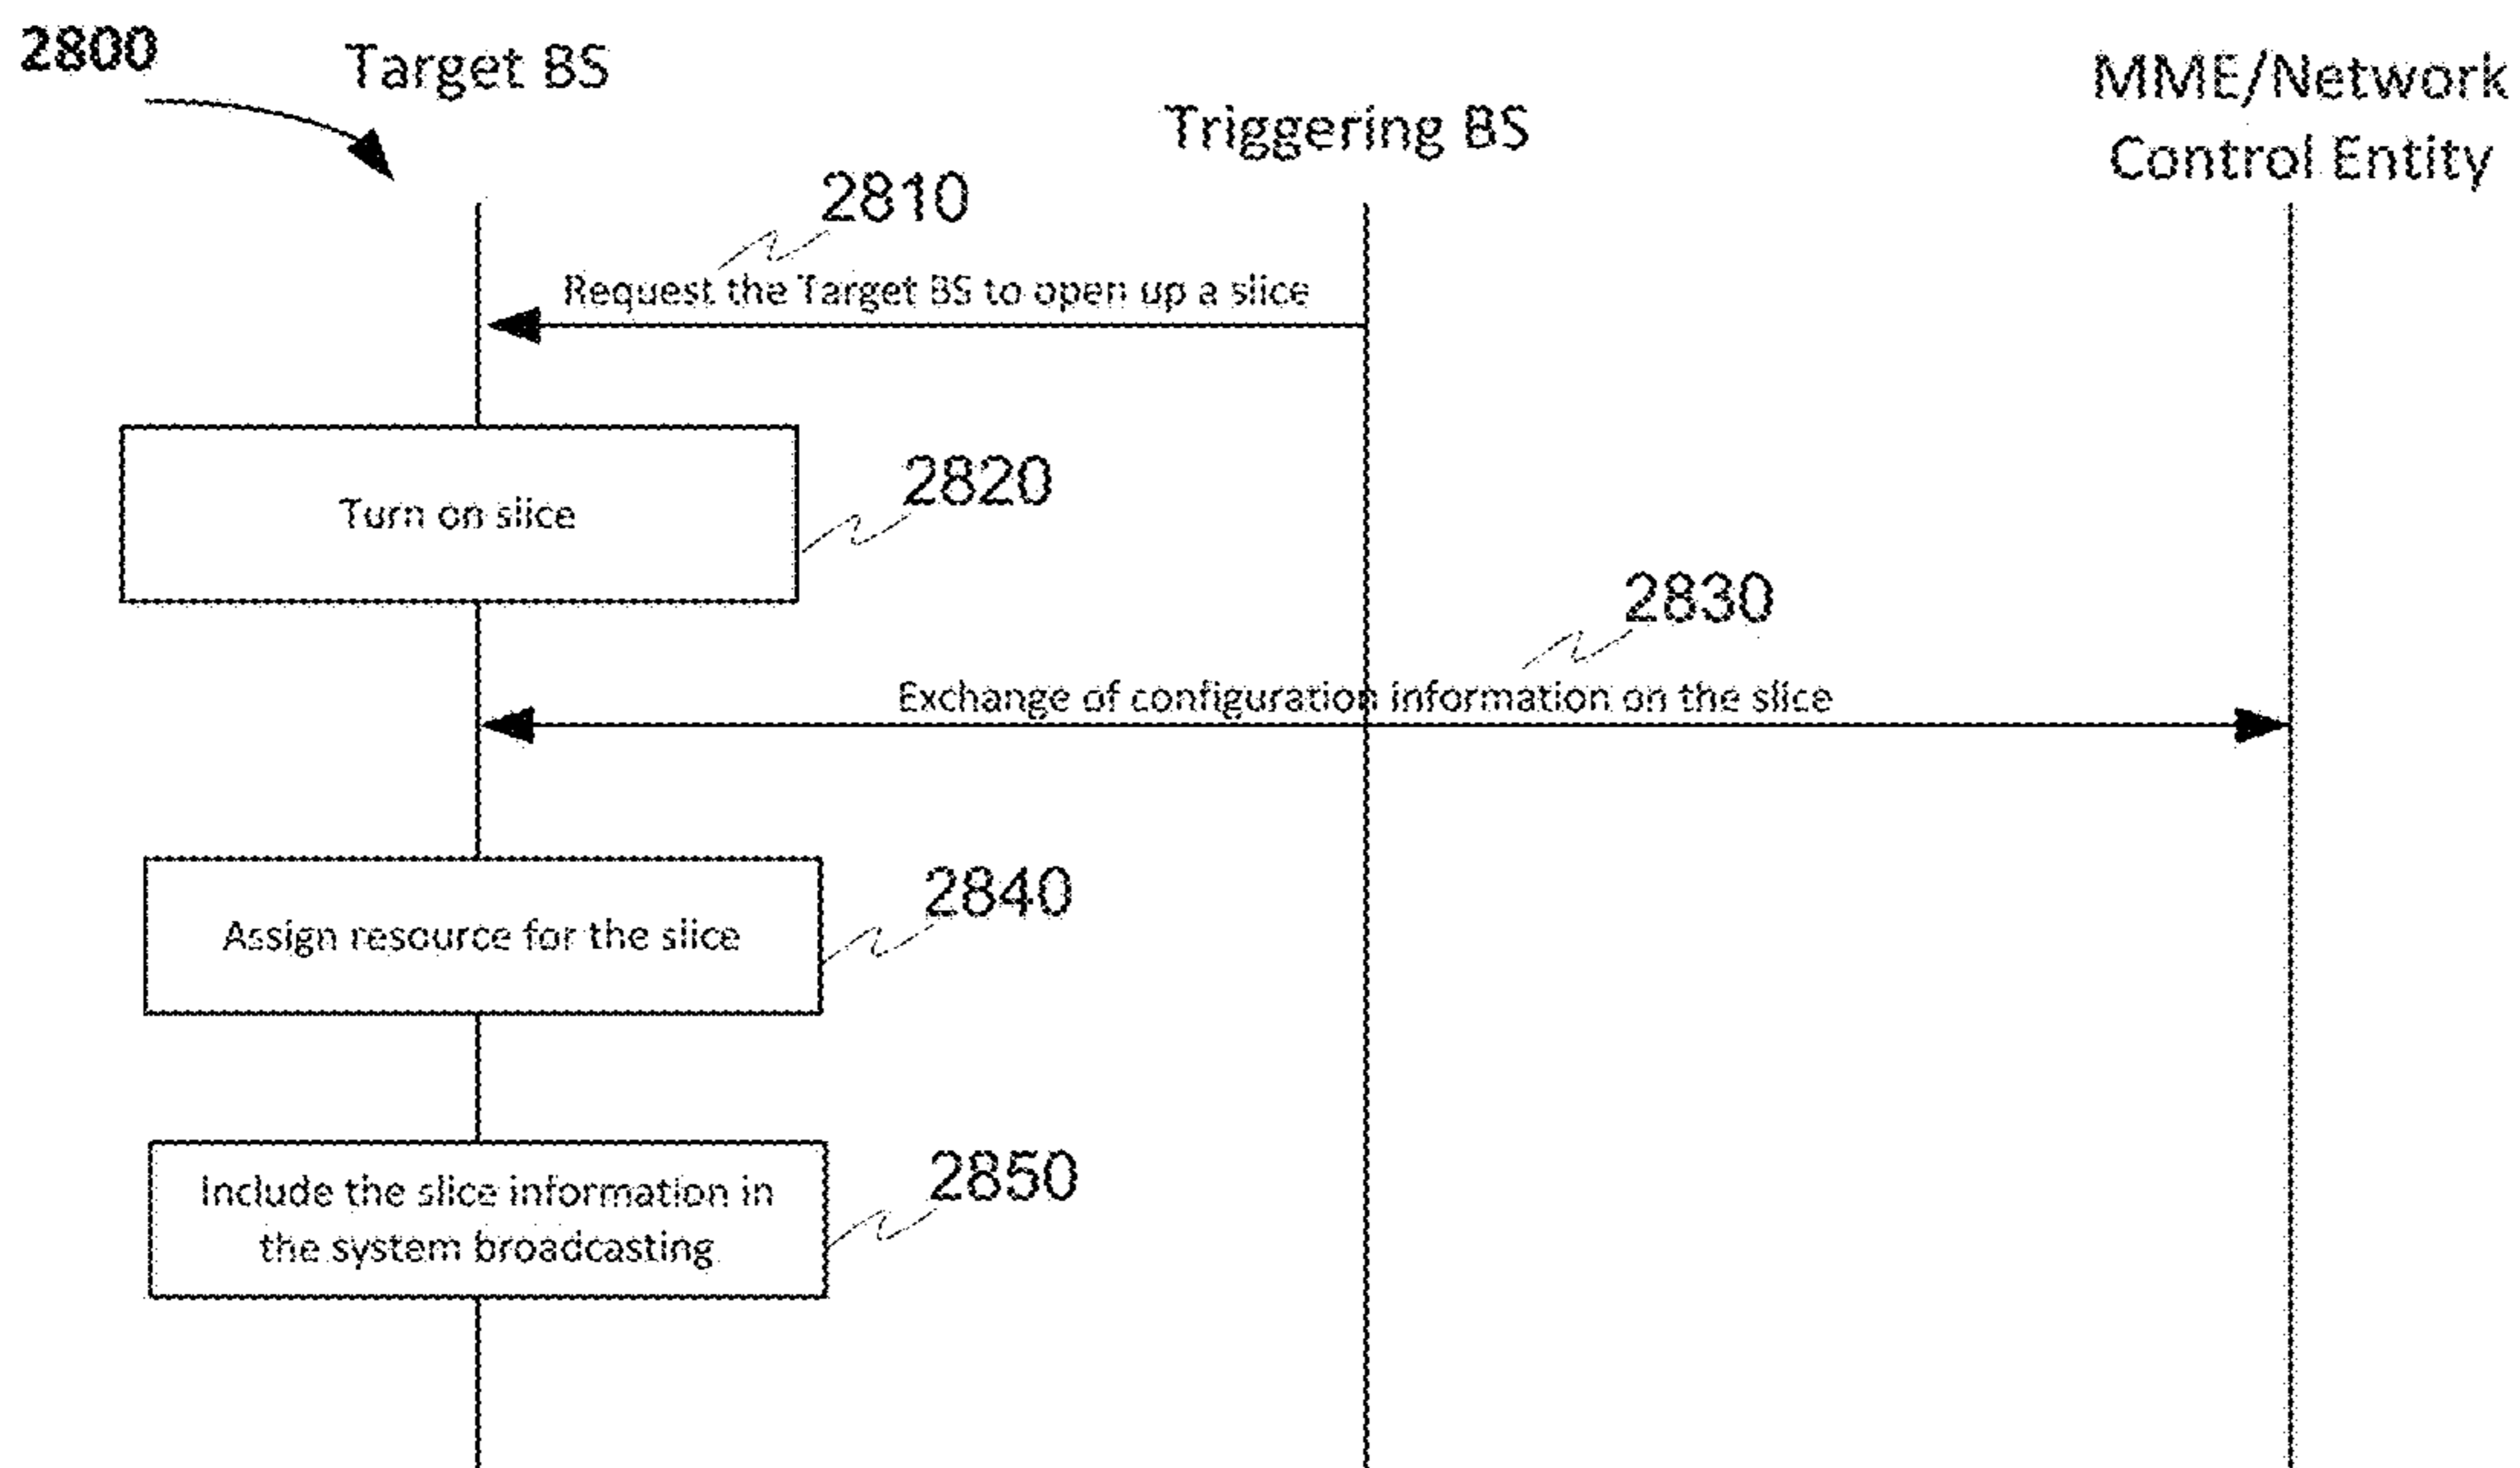 2800
Target BS
Triggering BS
MME/Network
Control Entity
2810
Request the Target BS to open up a slice
Turn on slice
2820
2830
Exchange of configuration information on the slice
Assign resource for the slice
2840
Include the slice information in
the system broadcasting
2850